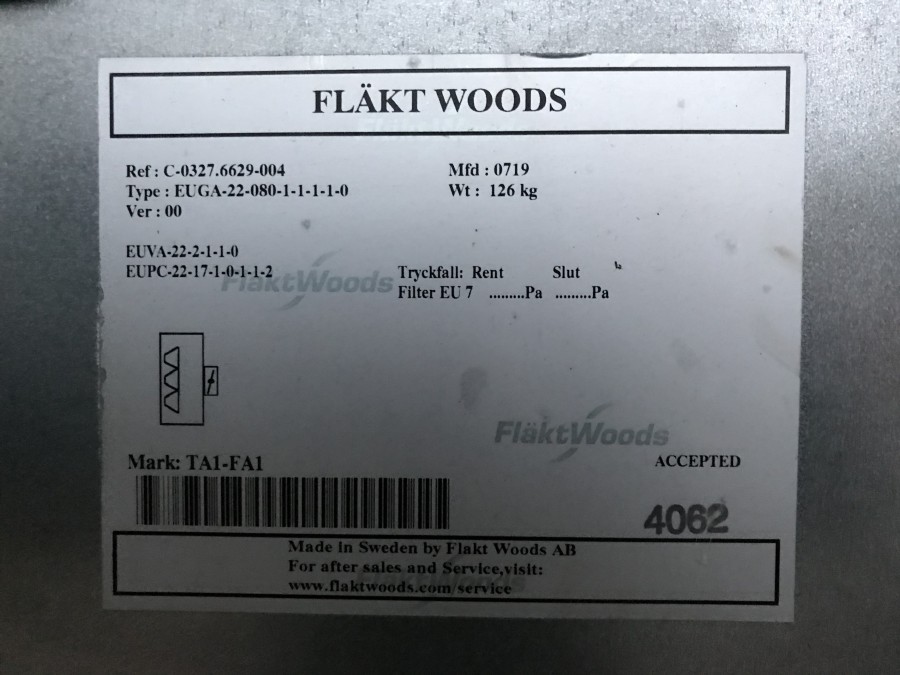 FLÄKT WOODS
Ref : C-0327.6629-004
Mfd : 0719
Type : EUGA-22-080-1-1-1-1-0
Wt : 126 kg
Ver : 00
EUVA-22-2-1-1-0
EUPC-22-17-1-0-1-1-2
FläktWoods
Tryckfall: Rent Slut
Filter EU 7 .........Pa .........Pa
FläktWoods
Mark: TA1-FA1
ACCEPTED
4062
Made in Sweden by Flakt Woods AB
For after sales and Service,visit:
www.flaktwoods.com/service